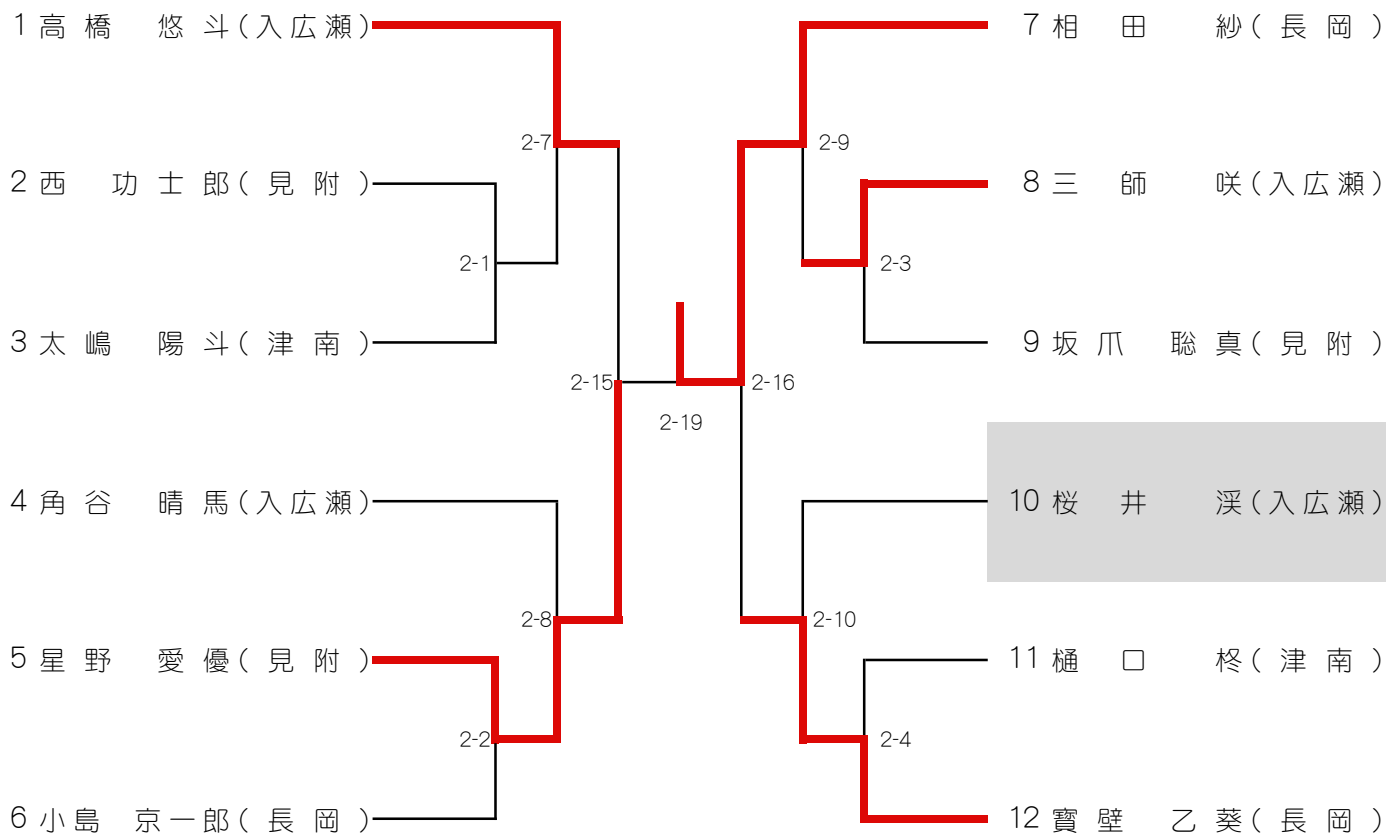 1 高橋 悠斗(入広瀬)
7 相田 紗(長岡)
2-7
2-9
2 西 功士郎(見附)
8 三師 咲(入広瀬)
2-1
2-3
3 太嶋 陽斗(津南)
9 坂爪 聡真(見附)
2-15
2-16
2-19
4 角谷 晴馬(入広瀬)
10 桜井 渓(入広瀬)
2-8
2-10
5 星野 愛優(見附)
11 樋口 柊(津南)
2-2
2-4
6 小島 京一郎(長岡)
12 寳壁 乙葵(長岡)